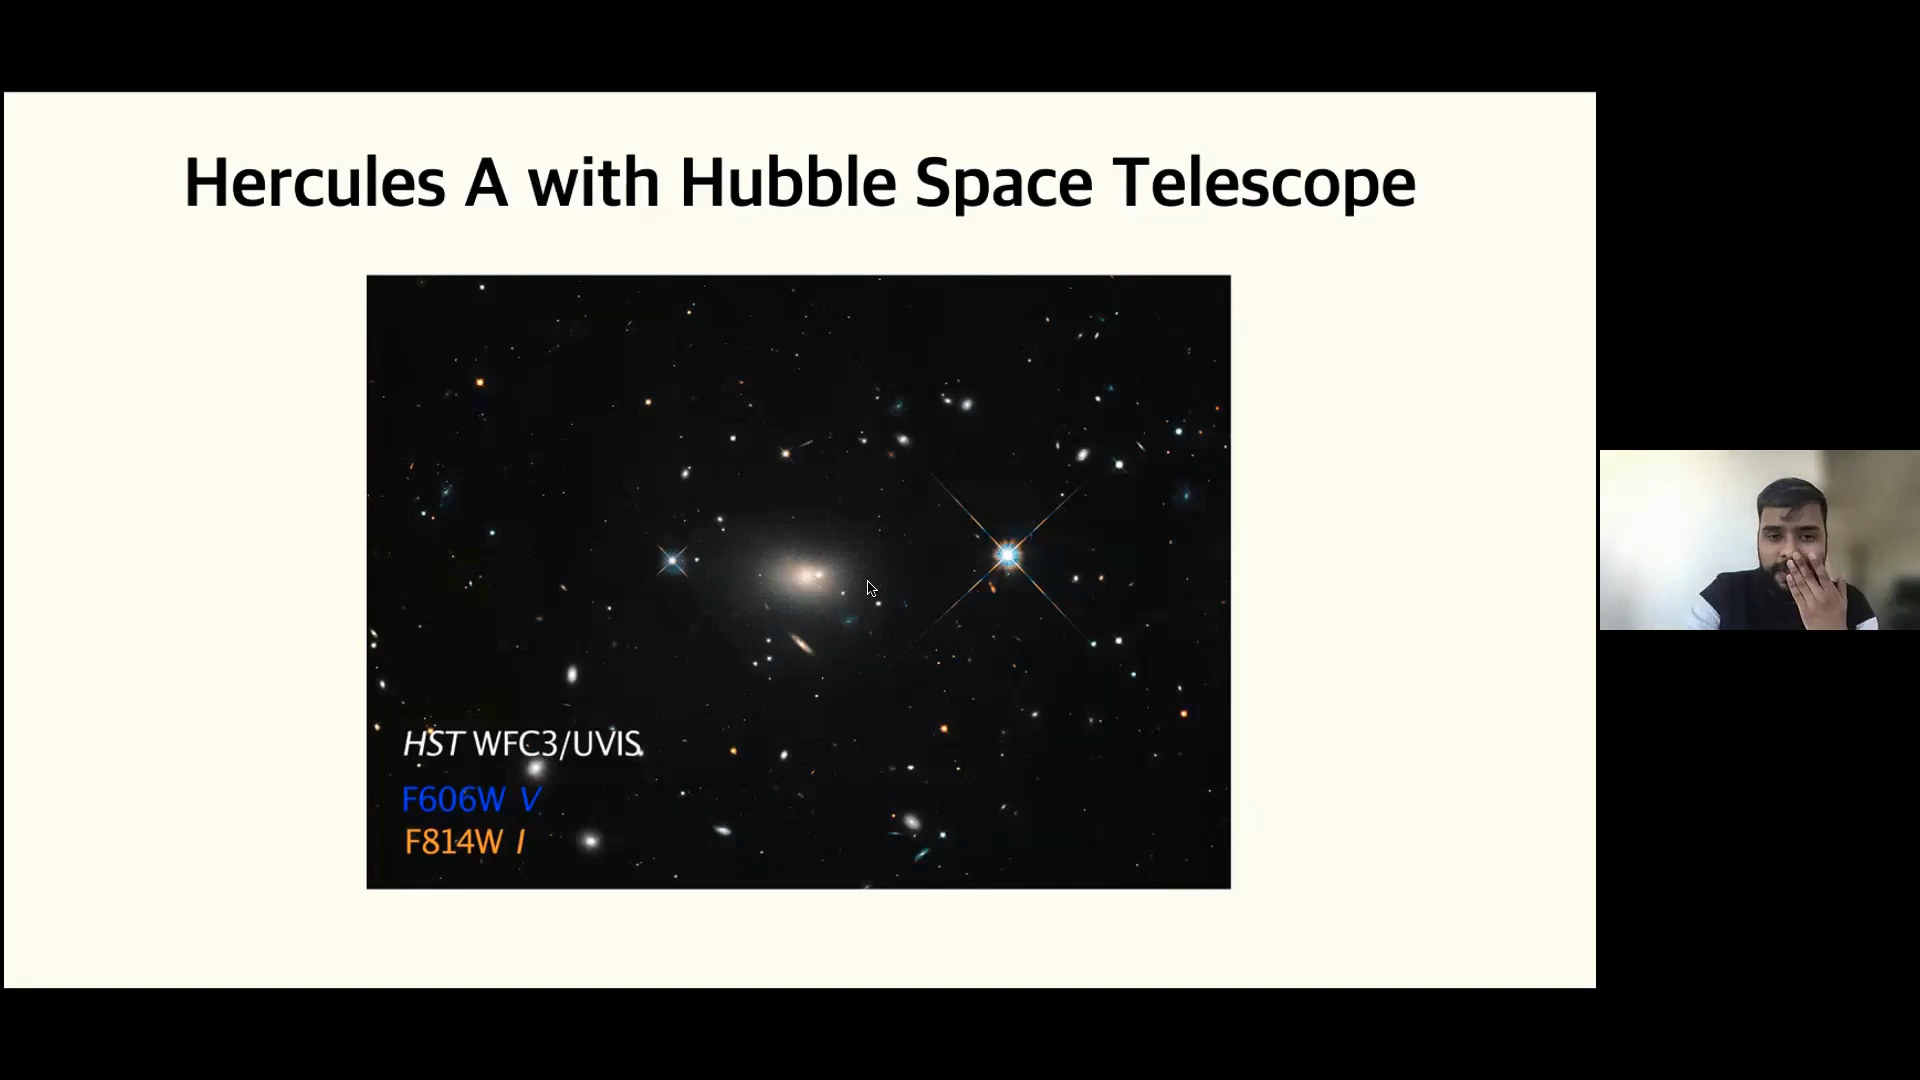 Hercules A with Hubble Space Telescope
HST WFC3/UVIS
F606W V
F814W I